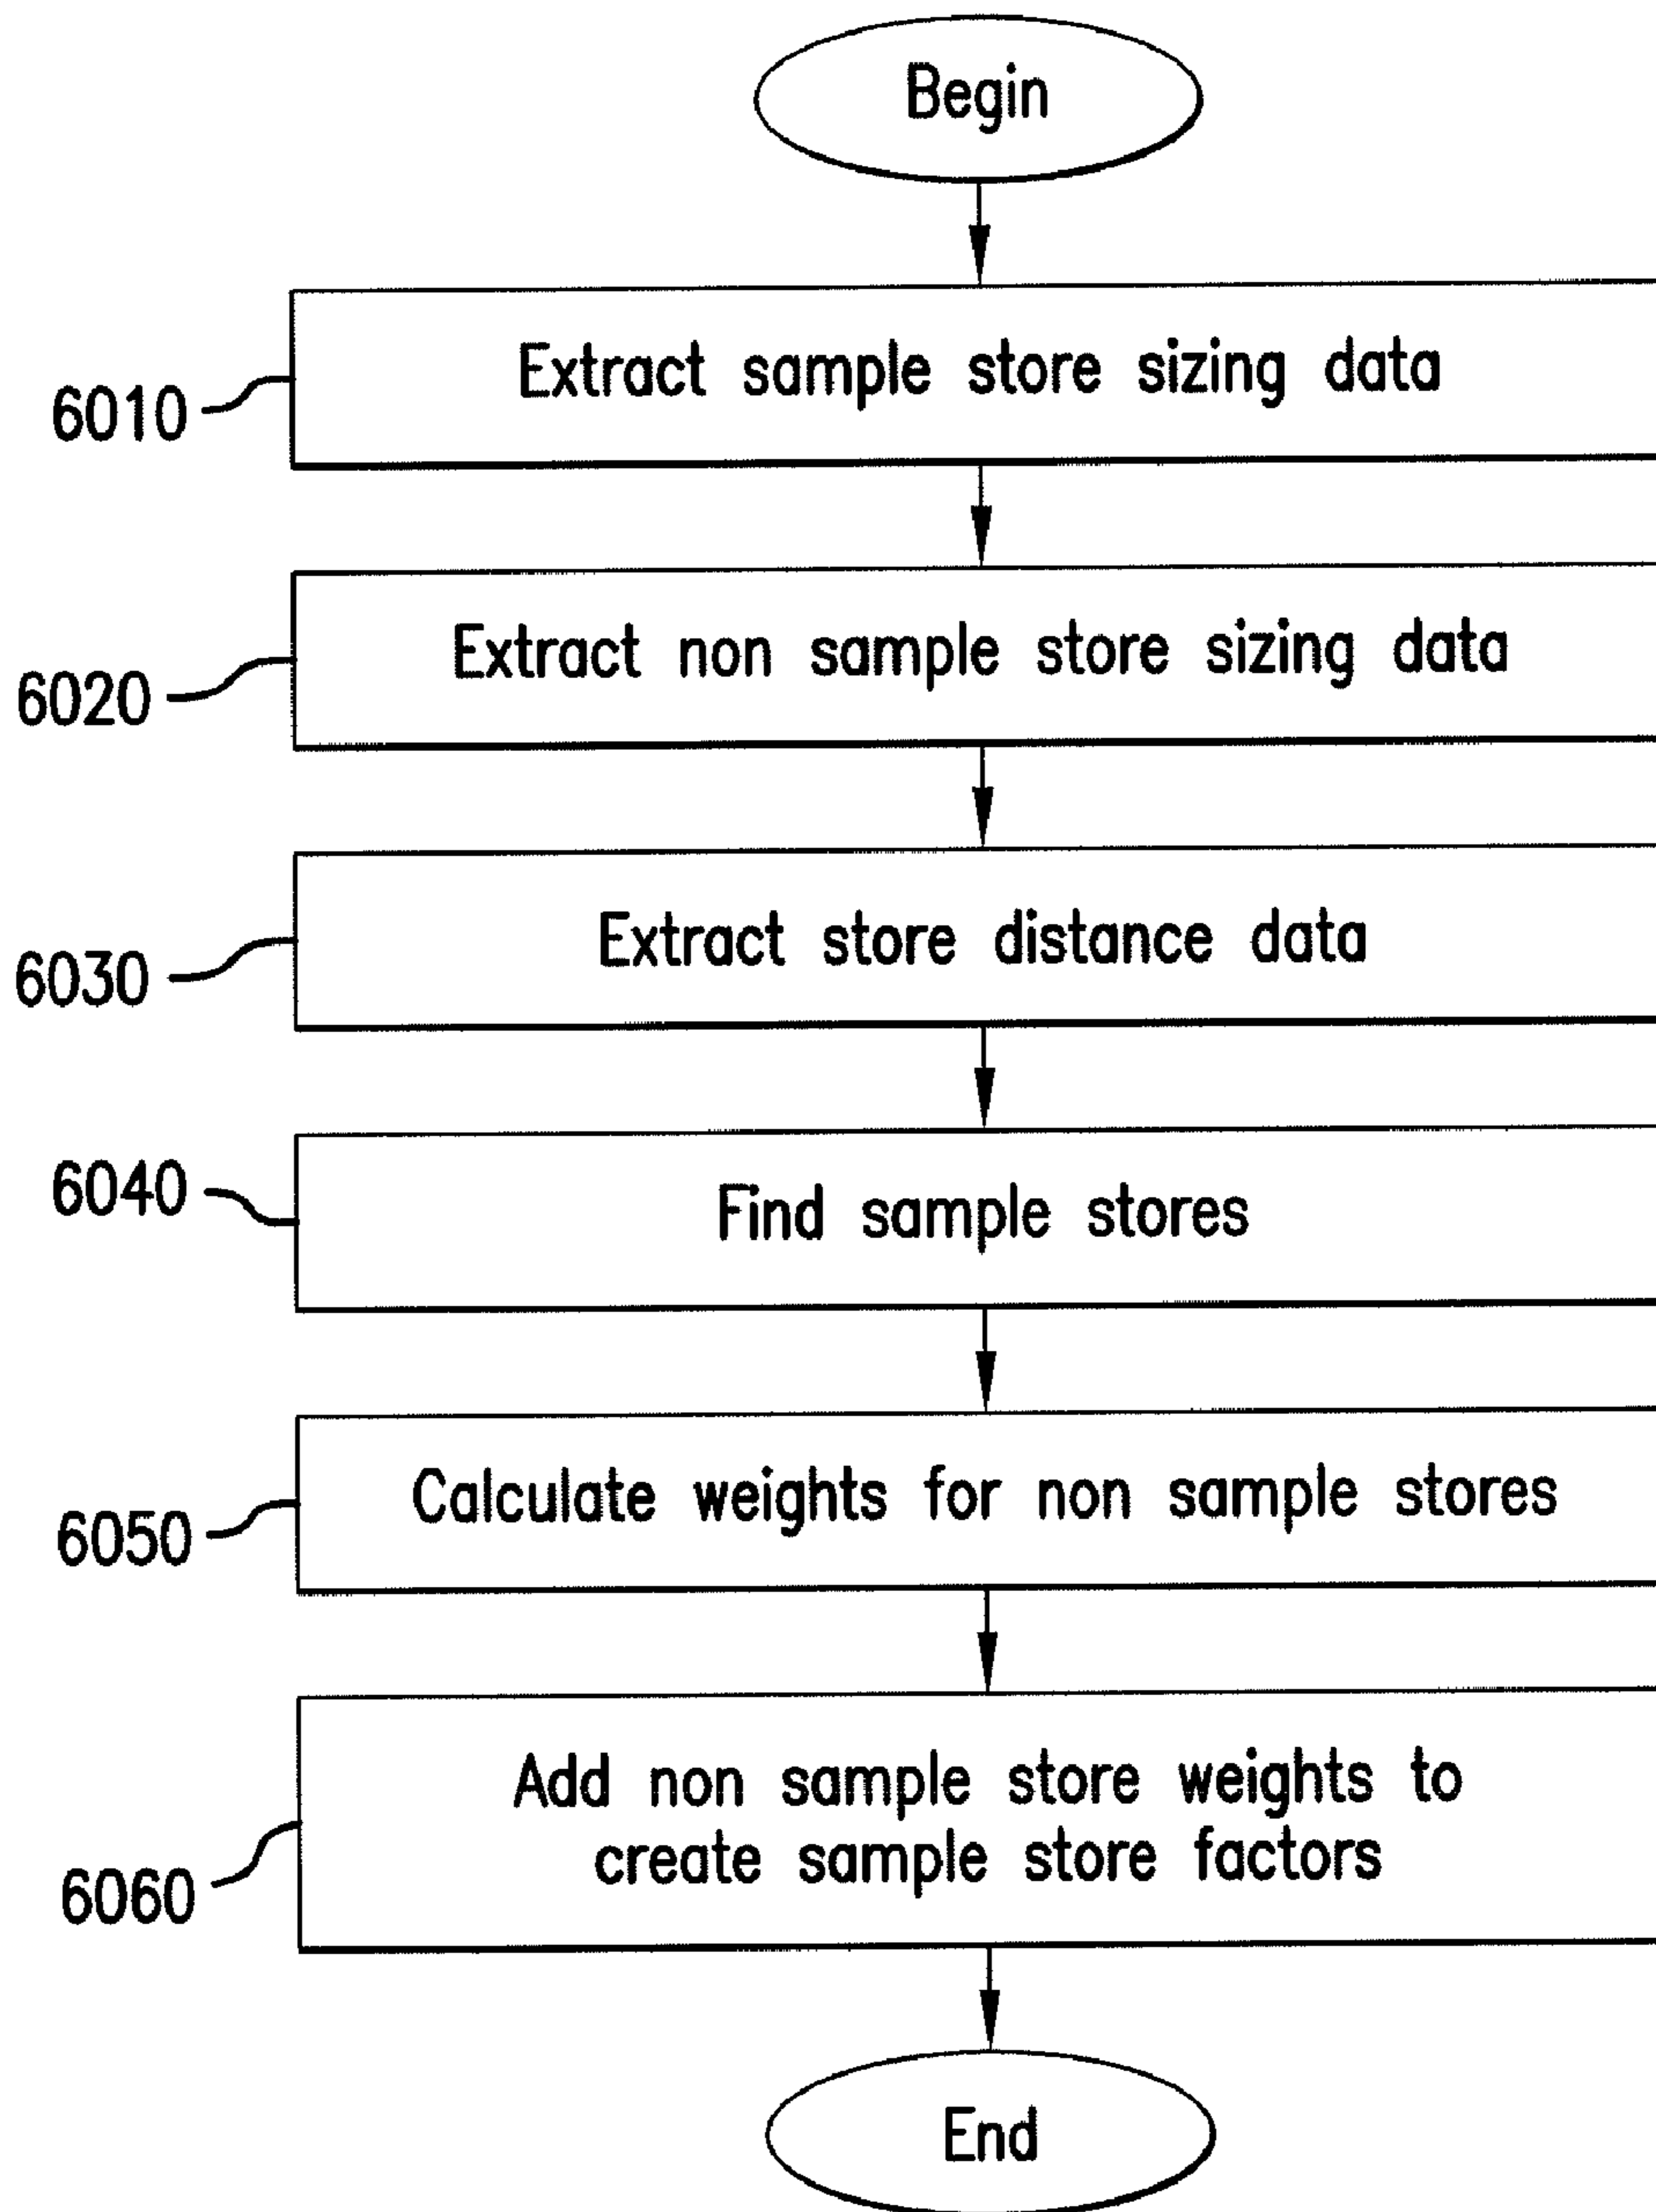 Begin
6010
Extract sample store sizing data
6020
Extract non sample store sizing data
6030
Extract store distance data
6040
Find sample stores
6050
Calculate weights for non sample stores
6060
Add non sample store weights to
create sample store factors
End